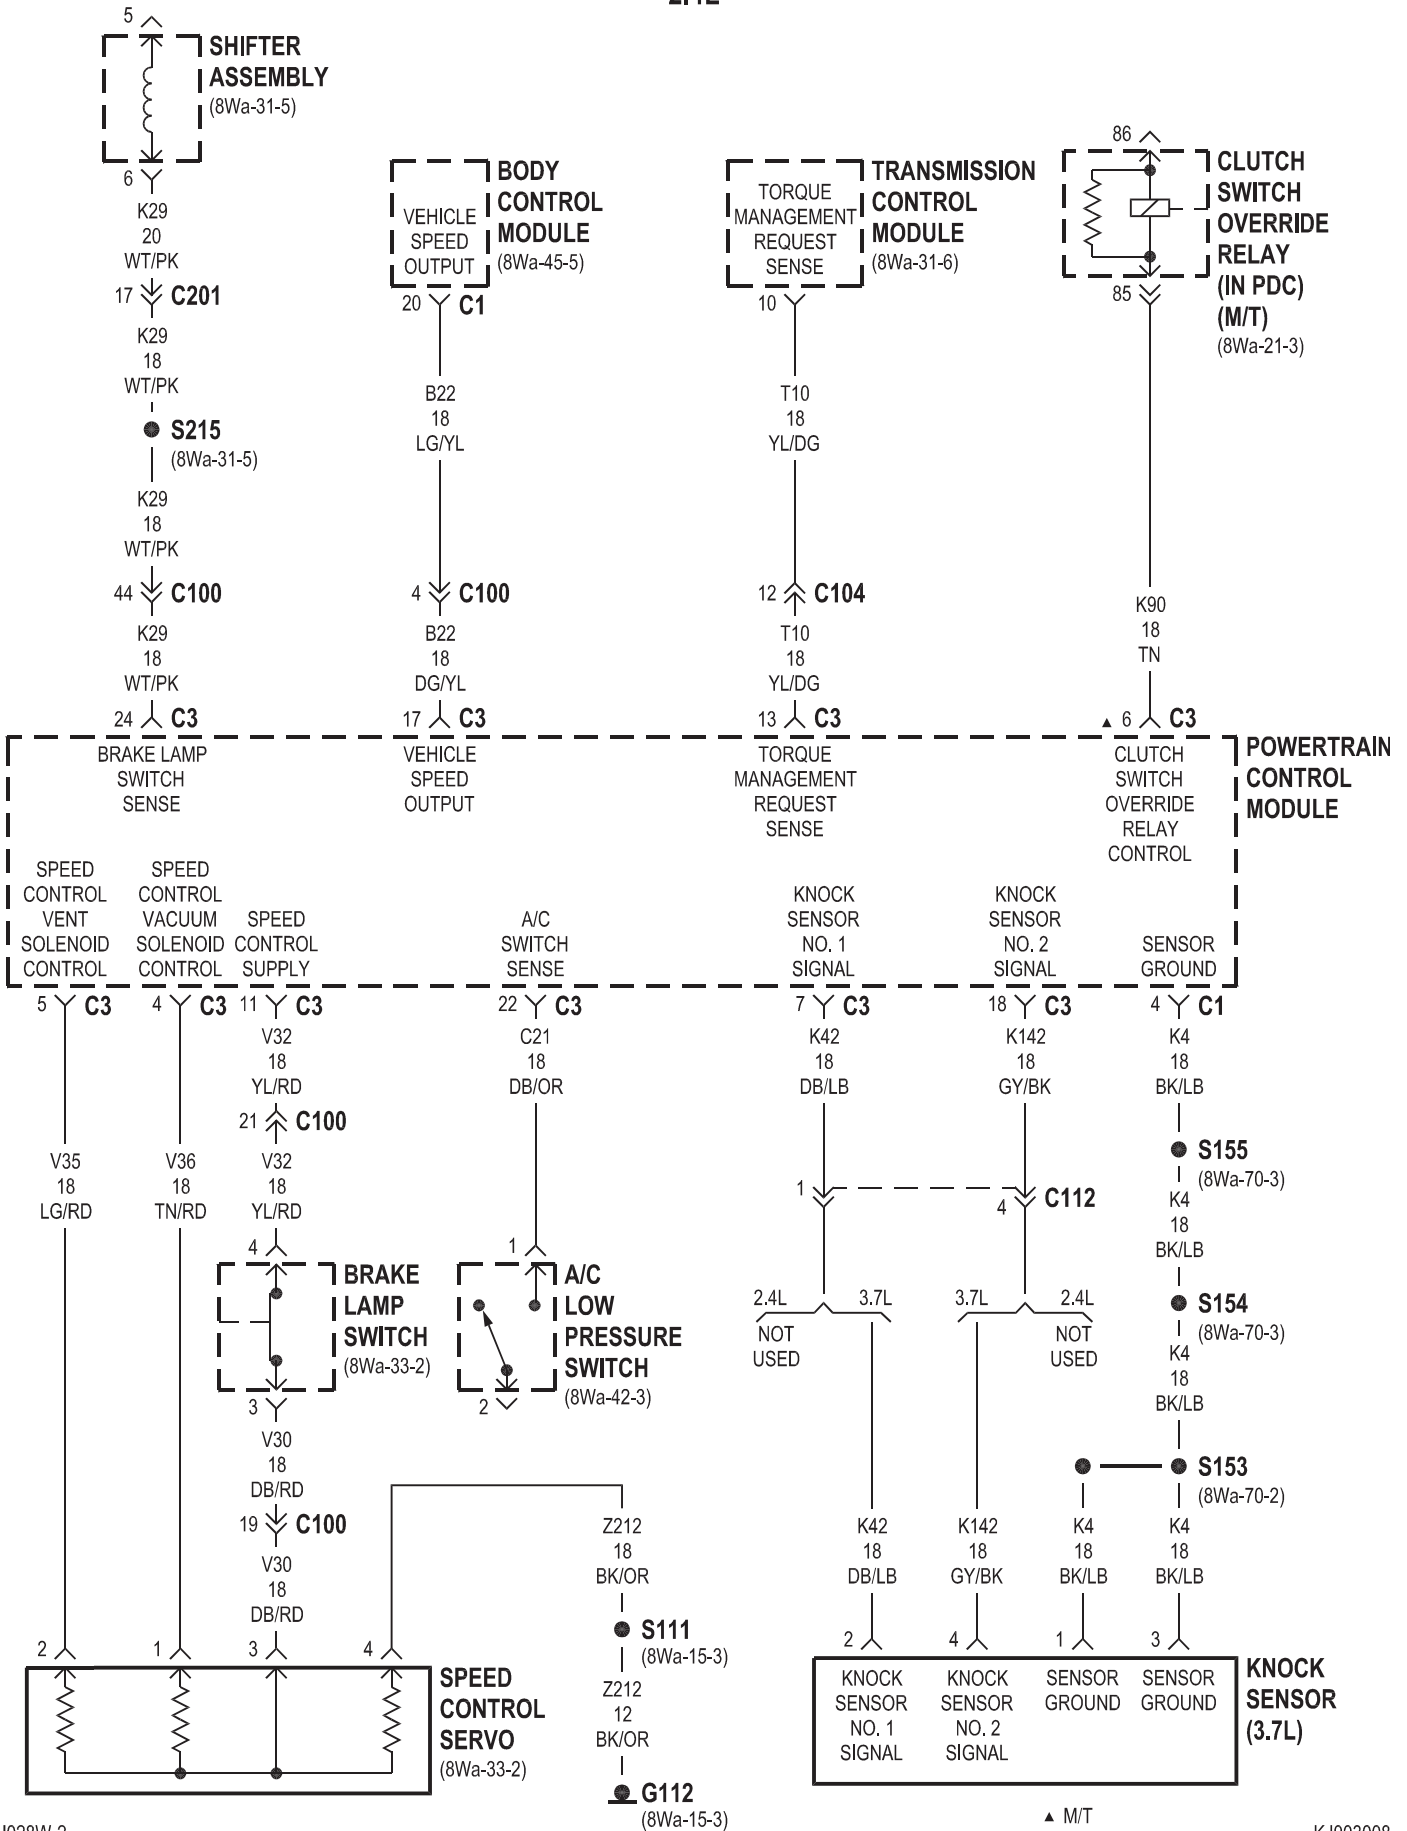 5
SHIFTER
ASSEMBLY
(8Wa-31-5)
6
K29
20
WT/PK
17 C201
K29
18
WT/PK
S215
(8Wa-31-5)
K29
18
WT/PK
44 C100
K29
18
WT/PK
24 C3
BODY
CONTROL
MODULE
(8Wa-45-5)
VEHICLE
SPEED
OUTPUT
20 C1
B22
18
LG/YL
4 C100
B22
18
DG/YL
17 C3
TRANSMISSION
CONTROL
MODULE
(8Wa-31-6)
TORQUE
MANAGEMENT
REQUEST
SENSE
10
T10
18
YL/DG
12 C104
T10
18
YL/DG
13 C3
86
CLUTCH
SWITCH
OVERRIDE
RELAY
(IN PDC)
(M/T)
(8Wa-21-3)
85
K90
18
TN
▲ 6 C3
POWERTRAIN
CONTROL
MODULE
BRAKE LAMP
SWITCH
SENSE
VEHICLE
SPEED
OUTPUT
TORQUE
MANAGEMENT
REQUEST
SENSE
CLUTCH
SWITCH
OVERRIDE
RELAY
CONTROL
SPEED
CONTROL
VENT
SOLENOID
CONTROL
SPEED
CONTROL
VACUUM
SOLENOID
CONTROL
SPEED
CONTROL
SUPPLY
A/C
SWITCH
SENSE
KNOCK
SENSOR
NO. 1
SIGNAL
KNOCK
SENSOR
NO. 2
SIGNAL
SENSOR
GROUND
5 C3
V35
18
LG/RD
4 C3
V36
18
TN/RD
11 C3
V32
18
YL/RD
21 C100
V32
18
YL/RD
4
BRAKE
LAMP
SWITCH
(8Wa-33-2)
3
V30
18
DB/RD
19 C100
V30
18
DB/RD
22 C3
C21
18
DB/OR
1
A/C
LOW
PRESSURE
SWITCH
(8Wa-42-3)
2
7 C3
K42
18
DB/LB
18 C3
K142
18
GY/BK
1
4 C112
2.4L 3.7L
NOT
USED
3.7L 2.4L
NOT
USED
4 C1
K4
18
BK/LB
S155
(8Wa-70-3)
K4
18
BK/LB
S154
(8Wa-70-3)
K4
18
BK/LB
S153
(8Wa-70-2)
K42
18
DB/LB
K142
18
GY/BK
K4
18
BK/LB
K4
18
BK/LB
Z212
18
BK/OR
S111
(8Wa-15-3)
Z212
12
BK/OR
G112
(8Wa-15-3)
2 1 3 4
SPEED
CONTROL
SERVO
(8Wa-33-2)
2 4 1 3
KNOCK
SENSOR
NO. 1
SIGNAL
KNOCK
SENSOR
NO. 2
SIGNAL
SENSOR
GROUND
SENSOR
GROUND
KNOCK
SENSOR
(3.7L)
▲ M/T